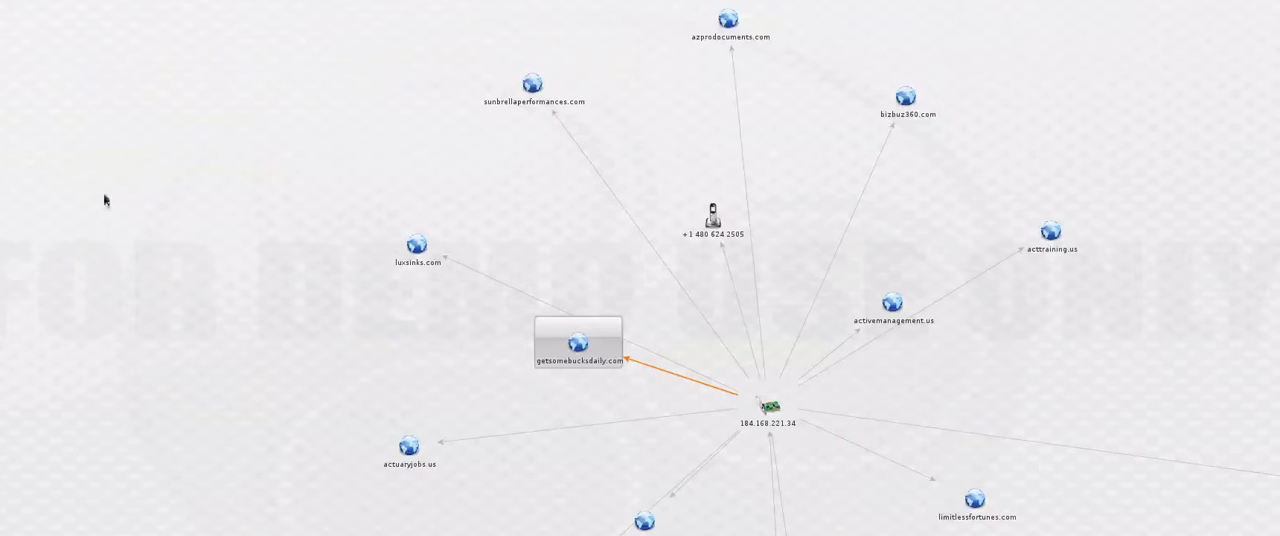 azprodocuments.com
sunbrellaperformances.com
bizbuz360.com
+1 480 624 2505
acttraining.us
luxsinks.com
activemanagement.us
getsomebucksdaily.com
184.168.221.34
actuaryjobs.us
limitlessfortunes.com